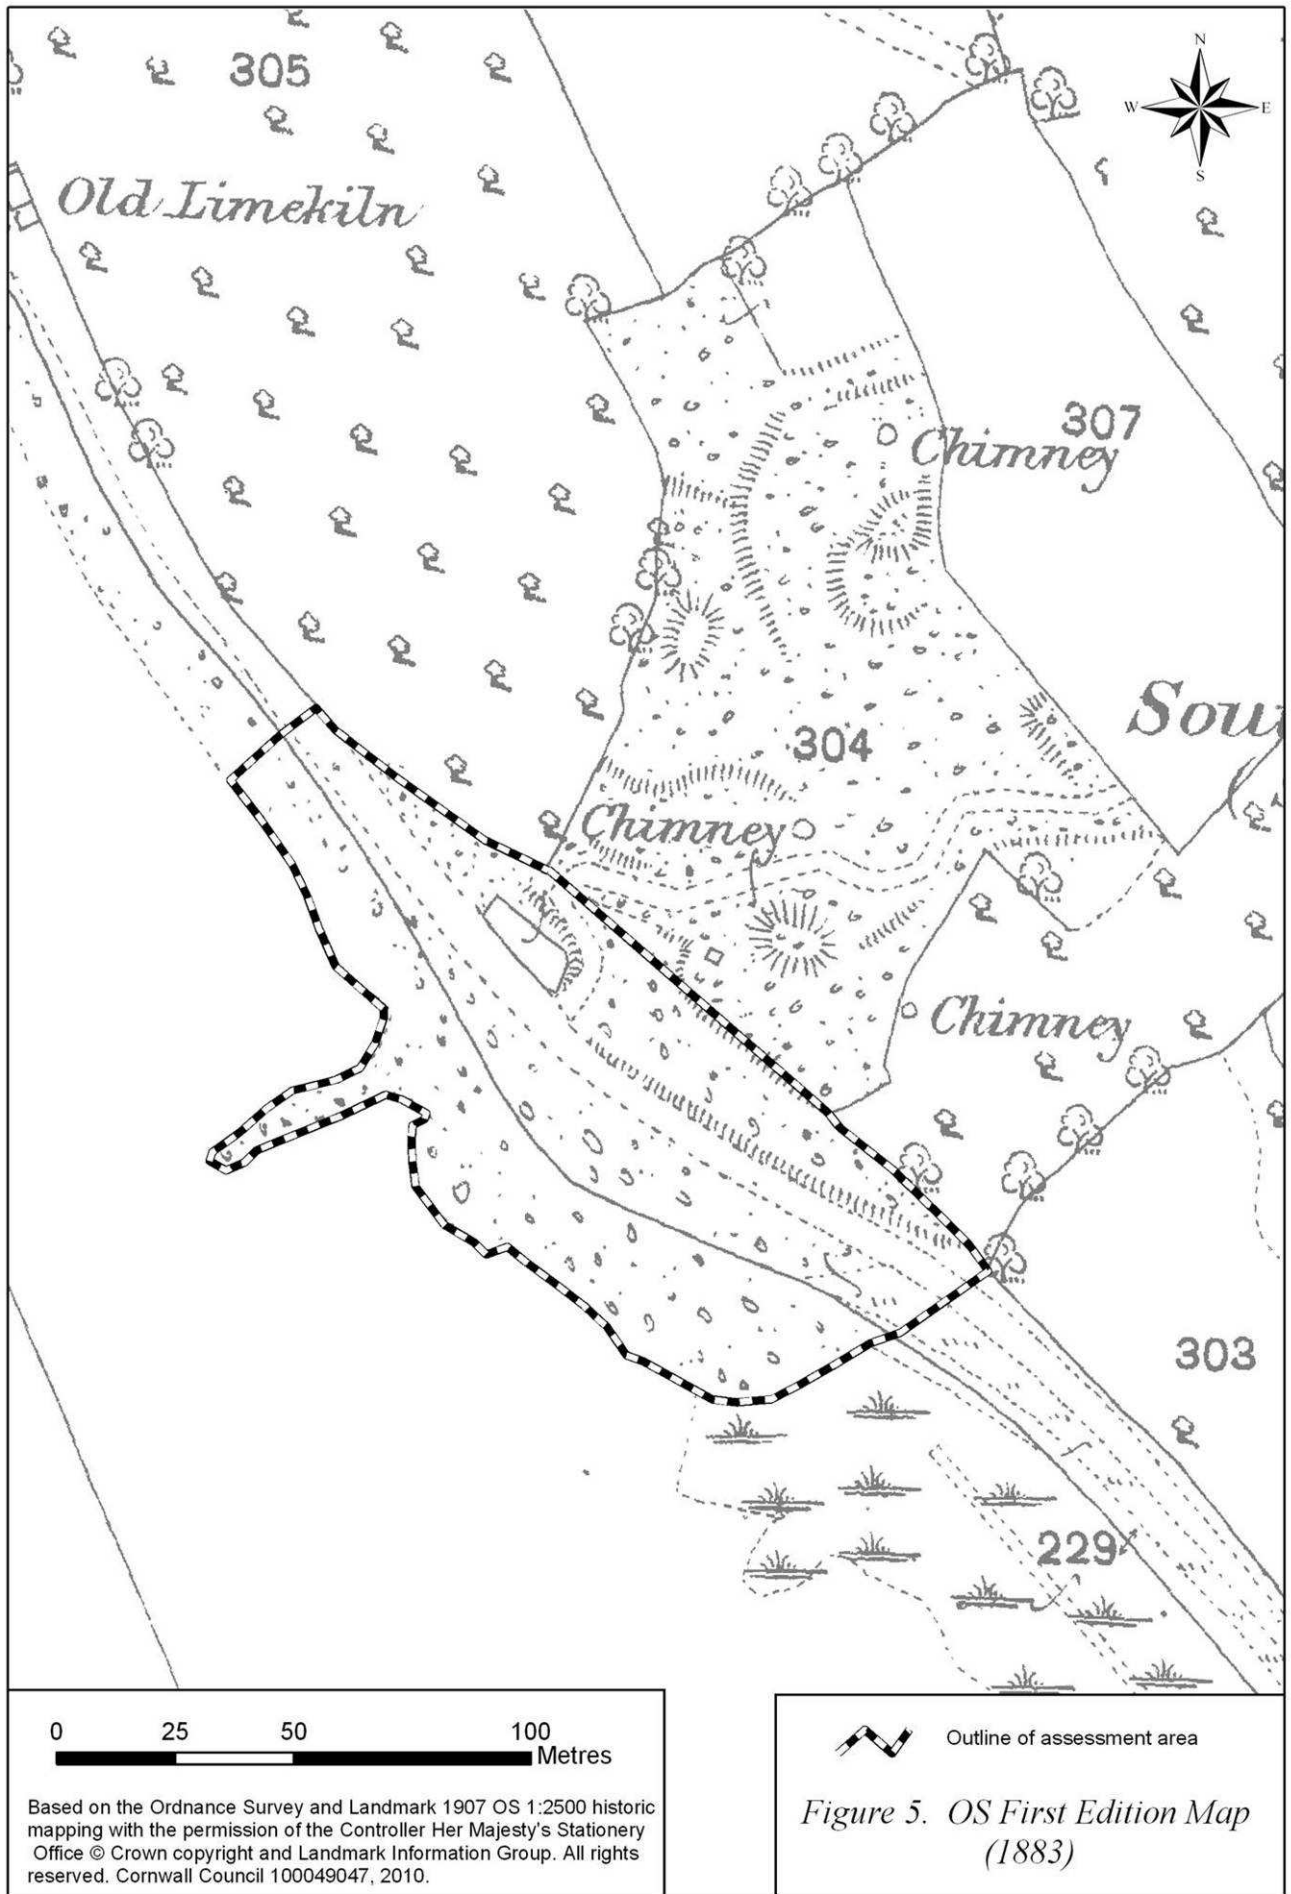 305
N
W E
S
Old Limekiln
307
Chimney
Sou
304
Chimney
Chimney
303
229
0 25 50 100
Metres
Based on the Ordnance Survey and Landmark 1907 OS 1:2500 historic
mapping with the permission of the Controller Her Majesty's Stationery
Office © Crown copyright and Landmark Information Group. All rights
reserved. Cornwall Council 100049047, 2010.
Outline of assessment area
Figure 5. OS First Edition Map
(1883)